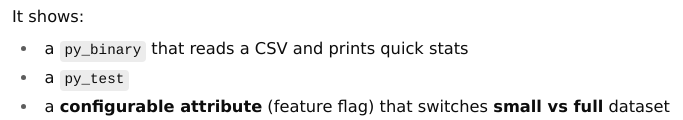 It shows:
• a py_binary that reads a CSV and prints quick stats
• a py_test
• a configurable attribute (feature flag) that switches small vs full dataset